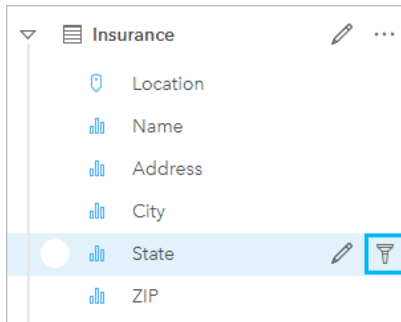 Insurance
Location
Name
Address
City
State
ZIP